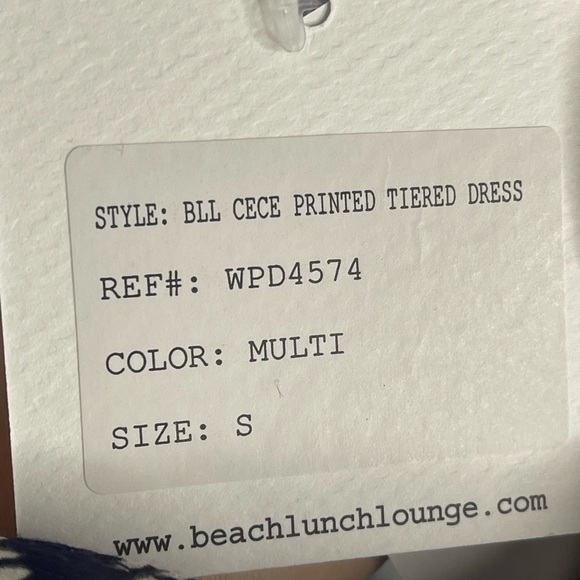 STYLE: BLL CECE PRINTED TIERED DRESS
REF#: WPD4574
COLOR: MULTI
SIZE: S
www.beachlunchlounge.com